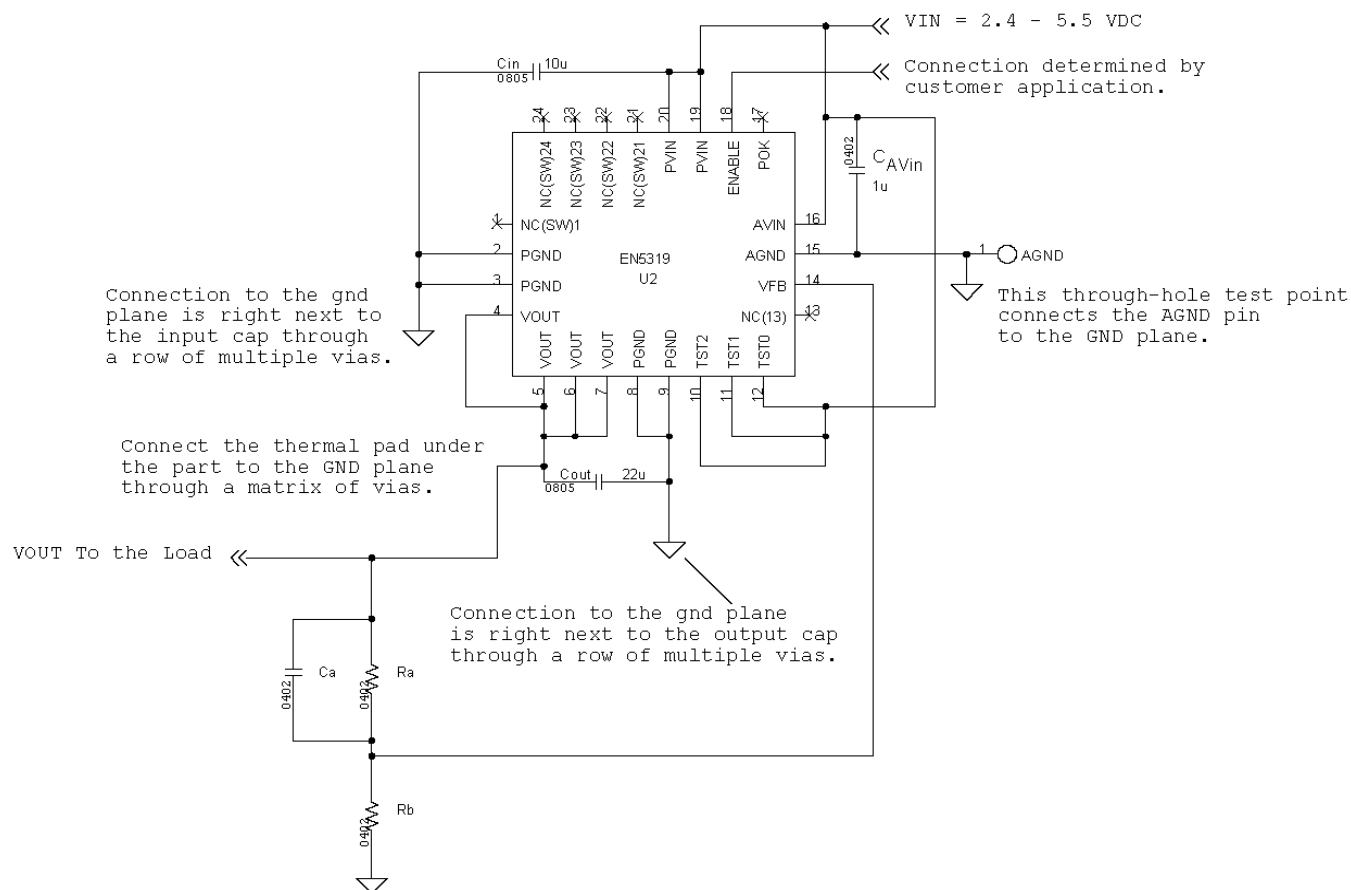 VIN = 2.4 - 5.5 VDC
Connection determined by
customer application.
Cin
10u
0805
24
23
22
21
20
19
18
17
NC(SW)24
NC(SW)23
NC(SW)22
NC(SW)21
PVIN
PVIN
ENABLE
POK
0402
CAVin
1u
1
NC(SW)1
AVIN
16
2
PGND
AGND
15
1
AGND
EN5319
U2
3
PGND
VFB
14
4
VOUT
NC(13)
13
Connection to the gnd
plane is right next to
the input cap through
a row of multiple vias.
This through-hole test point
connects the AGND pin
to the GND plane.
VOUT
VOUT
VOUT
PGND
PGND
TST2
TST1
TST0
5
6
7
8
9
10
11
12
Connect the thermal pad under
the part to the GND plane
through a matrix of vias.
Cout
22u
0805
VOUT To the Load
Connection to the gnd plane
is right next to the output cap
through a row of multiple vias.
Ca
0402
Ra
0402
Rb
0402